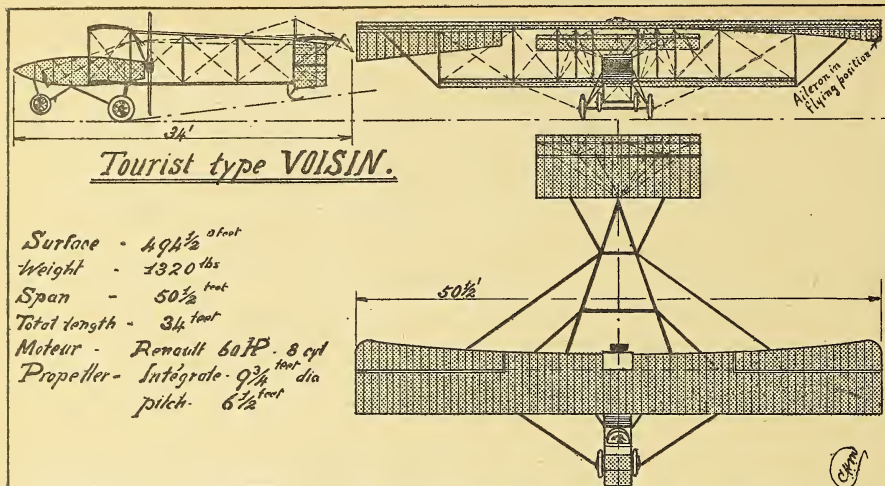 Aileron in
flying position
34'
Tourist type VOISIN.
Surface - 494½ □feet
Weight - 1320 lbs
Span - 50½ feet
Total length - 34 feet
Moteur - Renault 60 HP - 8 cyl
Propeller - Intégrale - 9¾ feet dia
pitch - 6½ feet
50½'